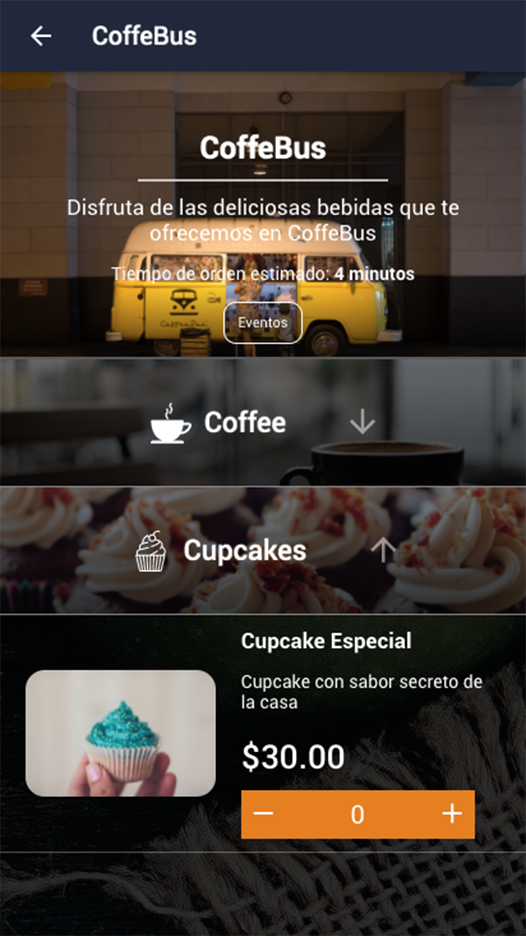 CoffeBus
CoffeBus
Disfruta de las deliciosas bebidas que te
ofrecemos en CoffeBus
Tiempo de orden estimado: 4 minutos
Eventos
Coffee
Cupcakes
Cupcake Especial
Cupcake con sabor secreto de
la casa
$30.00
0